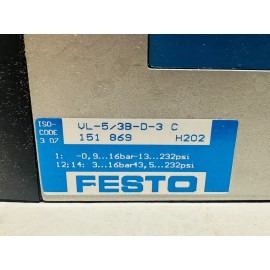 ISO-
CODE
3 07
VL-5/3B-D-3 C
151 869 H202
1: -0,9...16bar-13...232psi
12;14: 3...16bar43,5...232psi
FESTO